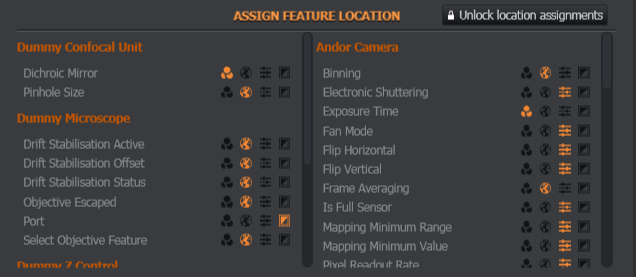 ASSIGN FEATURE LOCATION
Unlock location assignments
Dummy Confocal Unit
Dichroic Mirror
Pinhole Size
Dummy Microscope
Drift Stabilisation Active
Drift Stabilisation Offset
Drift Stabilisation Status
Objective Escaped
Port
Select Objective Feature
Dummy Z Control
Andor Camera
Binning
Electronic Shuttering
Exposure Time
Fan Mode
Flip Horizontal
Flip Vertical
Frame Averaging
Is Full Sensor
Mapping Minimum Range
Mapping Minimum Value
Pixel Readout Rate